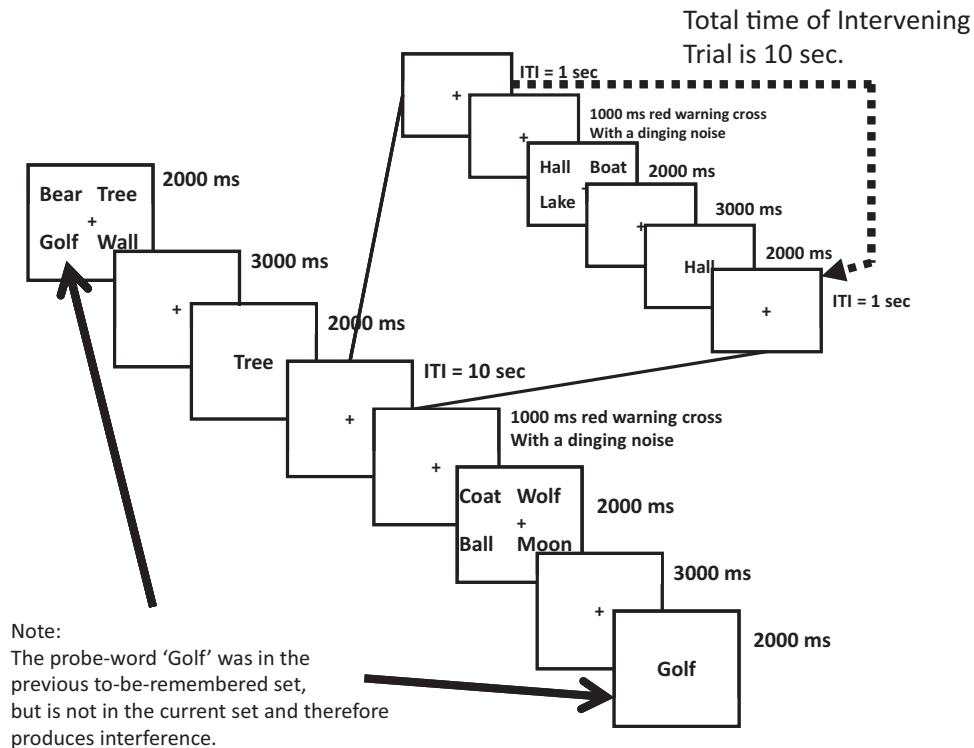 Total time of Intervening
Trial is 10 sec.
ITI = 1 sec
+
1000 ms red warning cross
With a dinging noise
+
Hall Boat
Lake
2000 ms
+
3000 ms
Hall
2000 ms
+
ITI = 1 sec
Bear Tree
+
Golf Wall
2000 ms
+
3000 ms
Tree
2000 ms
+
ITI = 10 sec
+
1000 ms red warning cross
With a dinging noise
Coat Wolf
+
Ball Moon
2000 ms
+
3000 ms
Golf
2000 ms
Note:
The probe-word ‘Golf’ was in the
previous to-be-remembered set,
but is not in the current set and therefore
produces interference.